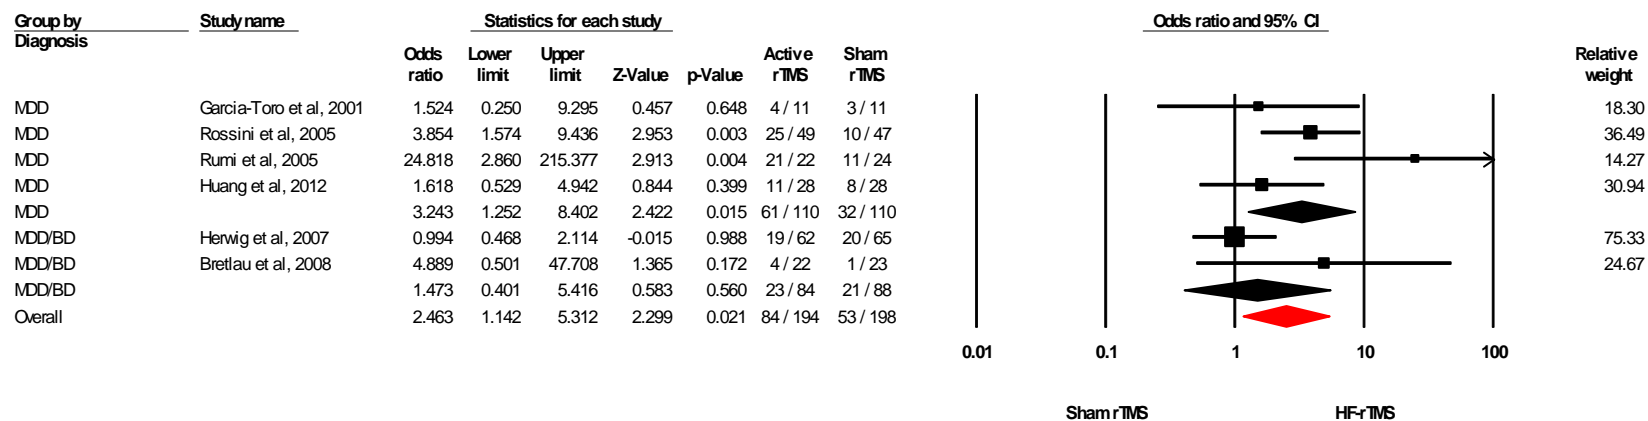 Group by Study name Statistics for each study Odds ratio and 95% CI
Diagnosis
Odds Lower Upper Active Sham Relative
ratio limit limit Z-Value p-Value rTMS rTMS weight
MDD Garcia-Toro et al, 2001 1.524 0.250 9.295 0.457 0.648 4 / 11 3 / 11 18.30
MDD Rossini et al, 2005 3.854 1.574 9.436 2.953 0.003 25 / 49 10 / 47 36.49
MDD Rumi et al, 2005 24.818 2.860 215.377 2.913 0.004 21 / 22 11 / 24 14.27
MDD Huang et al, 2012 1.618 0.529 4.942 0.844 0.399 11 / 28 8 / 28 30.94
MDD 3.243 1.252 8.402 2.422 0.015 61 / 110 32 / 110
MDD/BD Herwig et al, 2007 0.994 0.468 2.114 -0.015 0.988 19 / 62 20 / 65 75.33
MDD/BD Bretlau et al, 2008 4.889 0.501 47.708 1.365 0.172 4 / 22 1 / 23 24.67
MDD/BD 1.473 0.401 5.416 0.583 0.560 23 / 84 21 / 88
Overall 2.463 1.142 5.312 2.299 0.021 84 / 194 53 / 198
0.01 0.1 1 10 100
Sham rTMS HF-rTMS